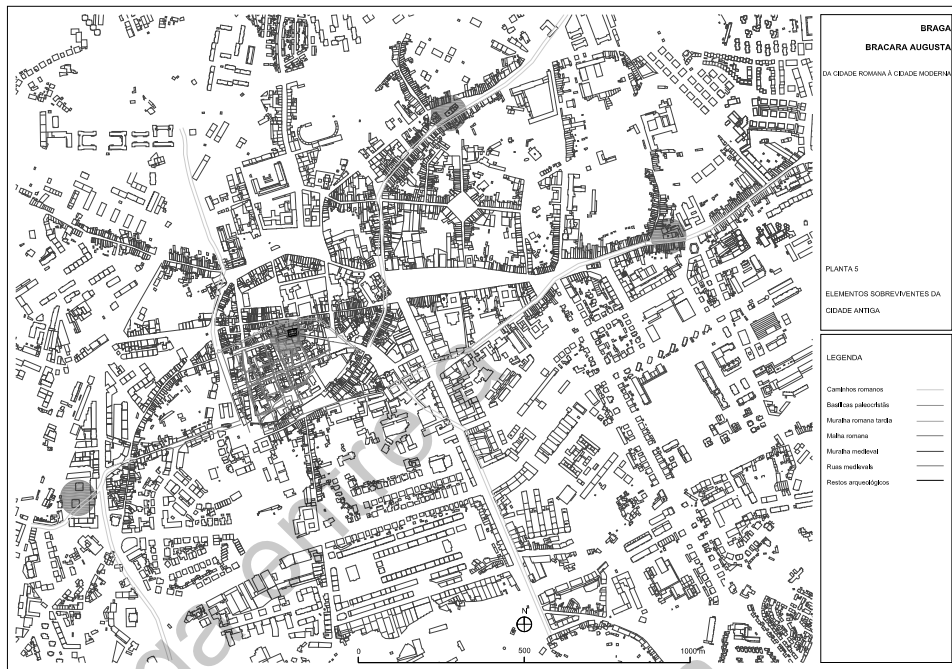 BRAGA
BRACARA AUGUSTA
DA CIDADE ROMANA À CIDADE MODERNA
PLANTA 5
ELEMENTOS SOBREVIVENTES DA
CIDADE ANTIGA
LEGENDA
Caminhos romanos
Basílicas paleocristãs
Muralha romana tardia
Malha romana
Muralha medieval
Ruas medievais
Restos arqueológicos
N
0 500 1000 m